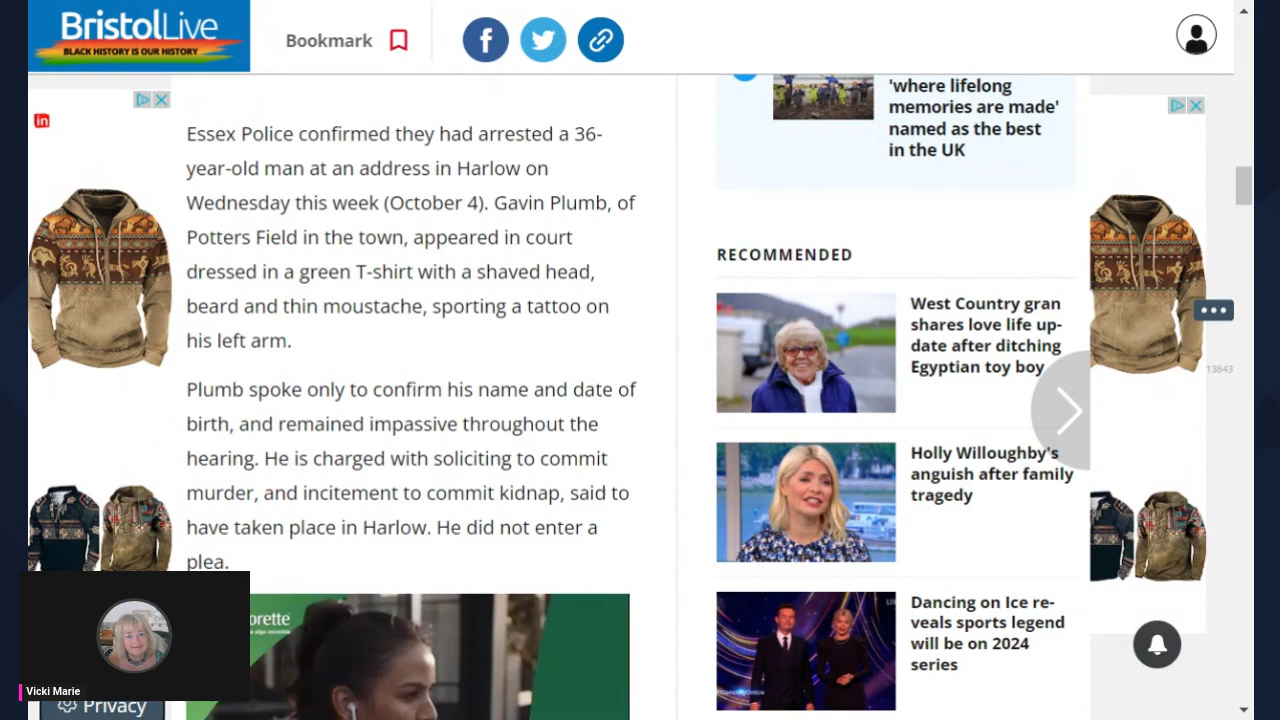 BristolLive
BLACK HISTORY IS OUR HISTORY
Bookmark
in
Essex Police confirmed they had arrested a 36-
year-old man at an address in Harlow on
Wednesday this week (October 4). Gavin Plumb, of
Potters Field in the town, appeared in court
dressed in a green T-shirt with a shaved head,
beard and thin moustache, sporting a tattoo on
his left arm.
Plumb spoke only to confirm his name and date of
birth, and remained impassive throughout the
hearing. He is charged with soliciting to commit
murder, and incitement to commit kidnap, said to
have taken place in Harlow. He did not enter a
plea.
orette
Vicki Marie
Privacy
'where lifelong
memories are made'
named as the best
in the UK
RECOMMENDED
West Country gran
shares love life up-
date after ditching
Egyptian toy boy
Holly Willoughby's
anguish after family
tragedy
Dancing on Ice re-
veals sports legend
will be on 2024
series
#DancingOnIce
13843